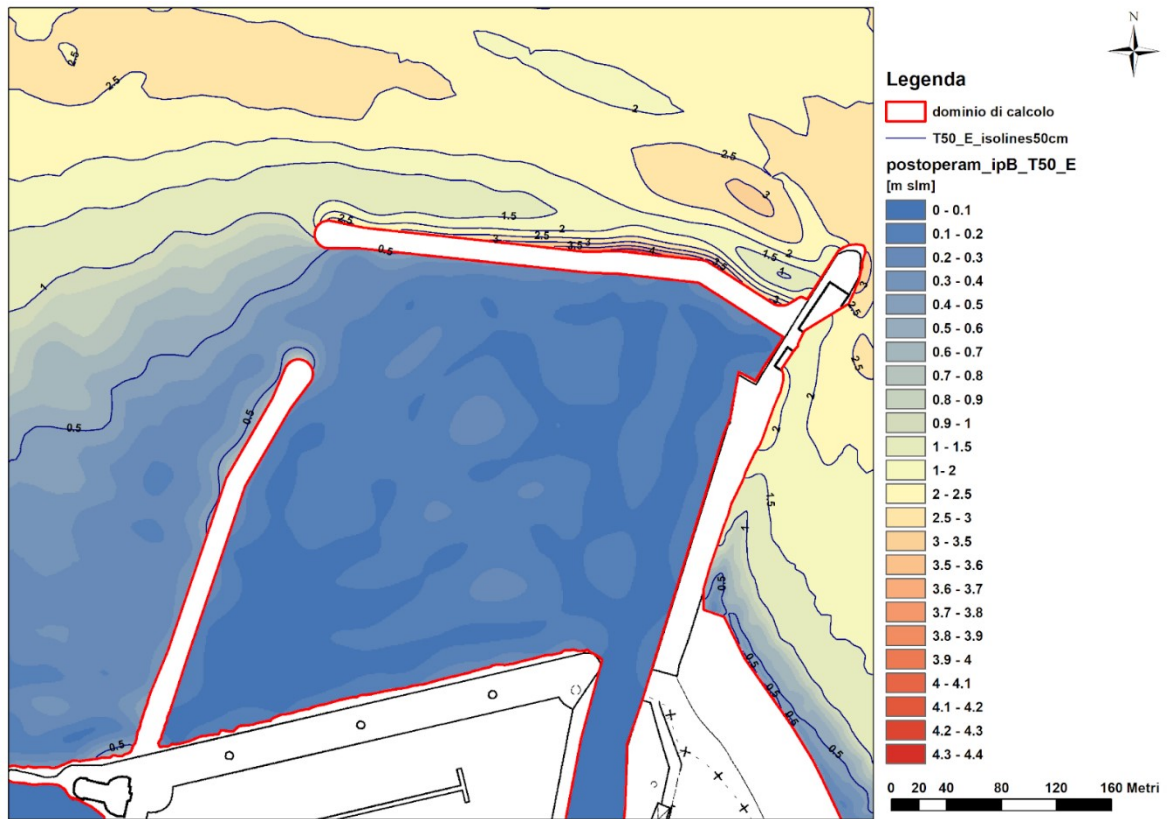 N
Legenda
dominio di calcolo
T50_E_isolines50cm
postoperam_ipB_T50_E
[m slm]
0 - 0.1
0.1 - 0.2
0.2 - 0.3
0.3 - 0.4
0.4 - 0.5
0.5 - 0.6
0.6 - 0.7
0.7 - 0.8
0.8 - 0.9
0.9 - 1
1 - 1.5
1- 2
2 - 2.5
2.5 - 3
3 - 3.5
3.5 - 3.6
3.6 - 3.7
3.7 - 3.8
3.8 - 3.9
3.9 - 4
4 - 4.1
4.1 - 4.2
4.2 - 4.3
4.3 - 4.4
0 20 40 80 120 160 Metri
2.5
2.5
2
2.5
3
1.5
2
2.5
2.5
3
3.5
4
0.5
2
1.5
1
3
3
2.5
1
2.5
2
2
0.5
0.5
1.5
1
0.5
0.5
0.5
0.5
0.5